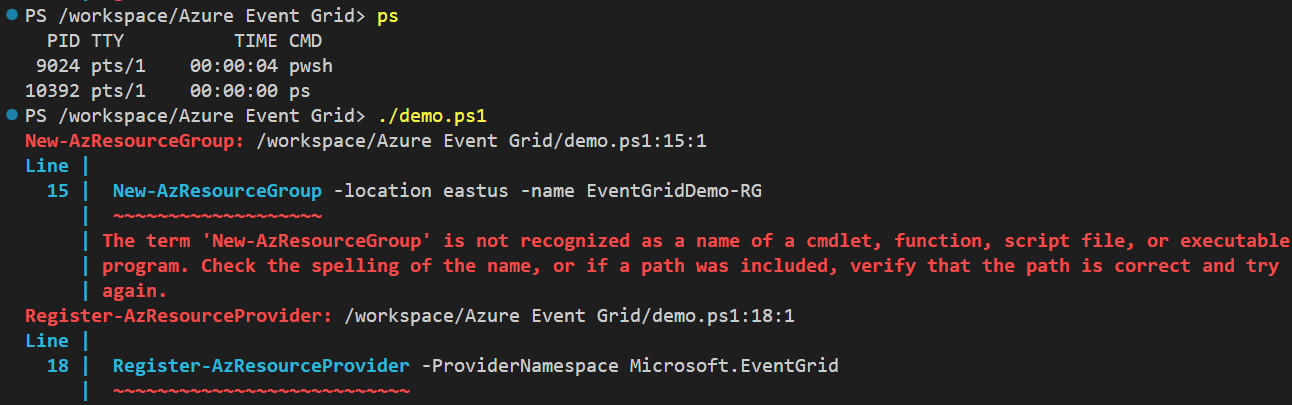 PS /workspace/Azure Event Grid> ps
PID TTY TIME CMD
9024 pts/1 00:00:04 pwsh
10392 pts/1 00:00:00 ps
PS /workspace/Azure Event Grid> ./demo.ps1
New-AzResourceGroup: /workspace/Azure Event Grid/demo.ps1:15:1
Line |
15 | New-AzResourceGroup -location eastus -name EventGridDemo-RG
| ~~~~~~~~~~~~~~~~~~~
| The term 'New-AzResourceGroup' is not recognized as a name of a cmdlet, function, script file, or executable
| program. Check the spelling of the name, or if a path was included, verify that the path is correct and try
| again.
Register-AzResourceProvider: /workspace/Azure Event Grid/demo.ps1:18:1
Line |
18 | Register-AzResourceProvider -ProviderNamespace Microsoft.EventGrid
| ~~~~~~~~~~~~~~~~~~~~~~~~~~~